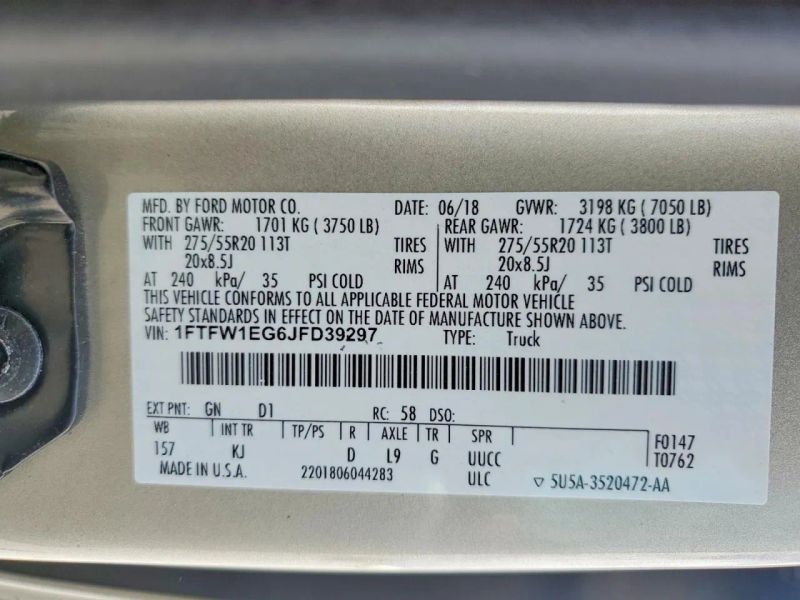 MFD. BY FORD MOTOR CO. DATE: 06/18 GVWR: 3198 KG ( 7050 LB)
FRONT GAWR: 1701 KG ( 3750 LB) REAR GAWR: 1724 KG ( 3800 LB)
WITH 275/55R20 113T TIRES WITH 275/55R20 113T TIRES
20x8.5J RIMS 20x8.5J RIMS
AT 240 kPa/ 35 PSI COLD AT 240 kPa/ 35 PSI COLD
THIS VEHICLE CONFORMS TO ALL APPLICABLE FEDERAL MOTOR VEHICLE
SAFETY STANDARDS IN EFFECT ON THE DATE OF MANUFACTURE SHOWN ABOVE.
VIN: 1FTFW1EG6JFD39297 TYPE: Truck
EXT PNT: GN D1 RC: 58 DSO:
WB INT TR TP/PS R AXLE TR SPR F0147
157 KJ D L9 G UUCC T0762
MADE IN U.S.A. 2201806044283 ULC ▽ 5U5A-3520472-AA